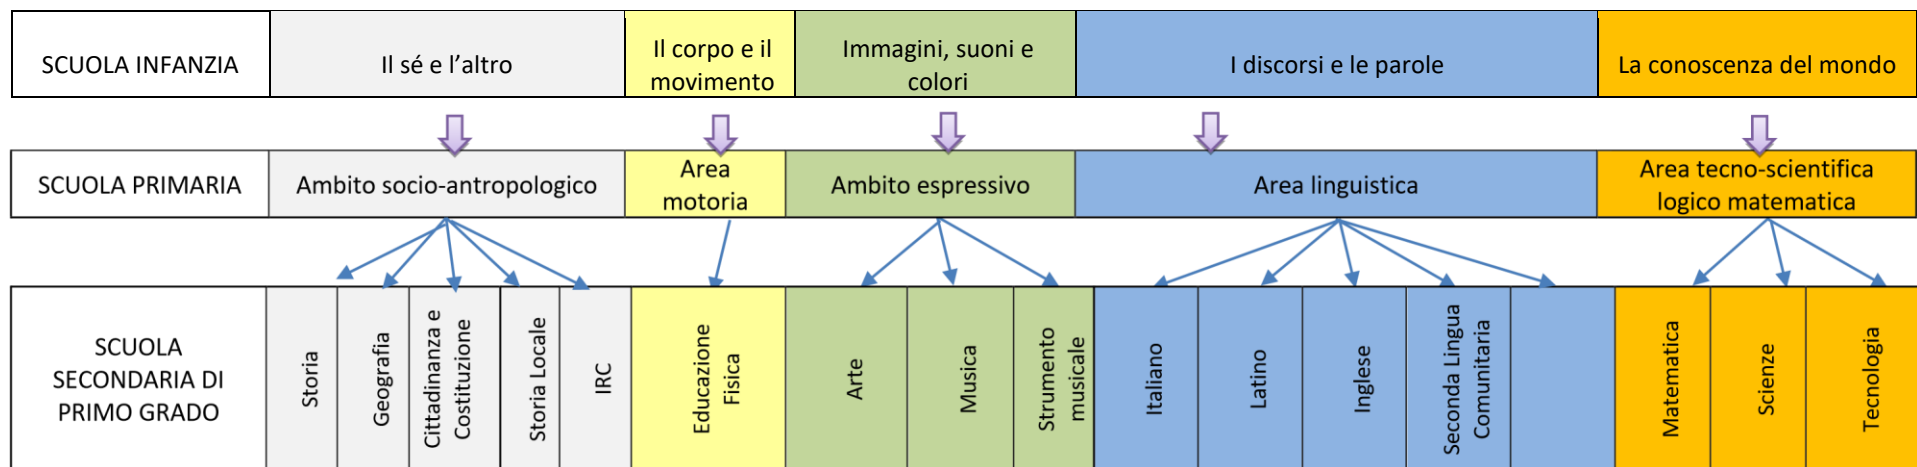 SCUOLA INFANZIA
Il sé e l’altro
Il corpo e il
movimento
Immagini, suoni e
colori
I discorsi e le parole
La conoscenza del mondo
SCUOLA PRIMARIA
Ambito socio-antropologico
Area
motoria
Ambito espressivo
Area linguistica
Area tecno-scientifica
logico matematica
SCUOLA
SECONDARIA DI
PRIMO GRADO
Storia
Geografia
Cittadinanza e
Costituzione
Storia Locale
IRC
Educazione
Fisica
Arte
Musica
Strumento
musicale
Italiano
Latino
Inglese
Seconda Lingua
Comunitaria
Matematica
Scienze
Tecnologia